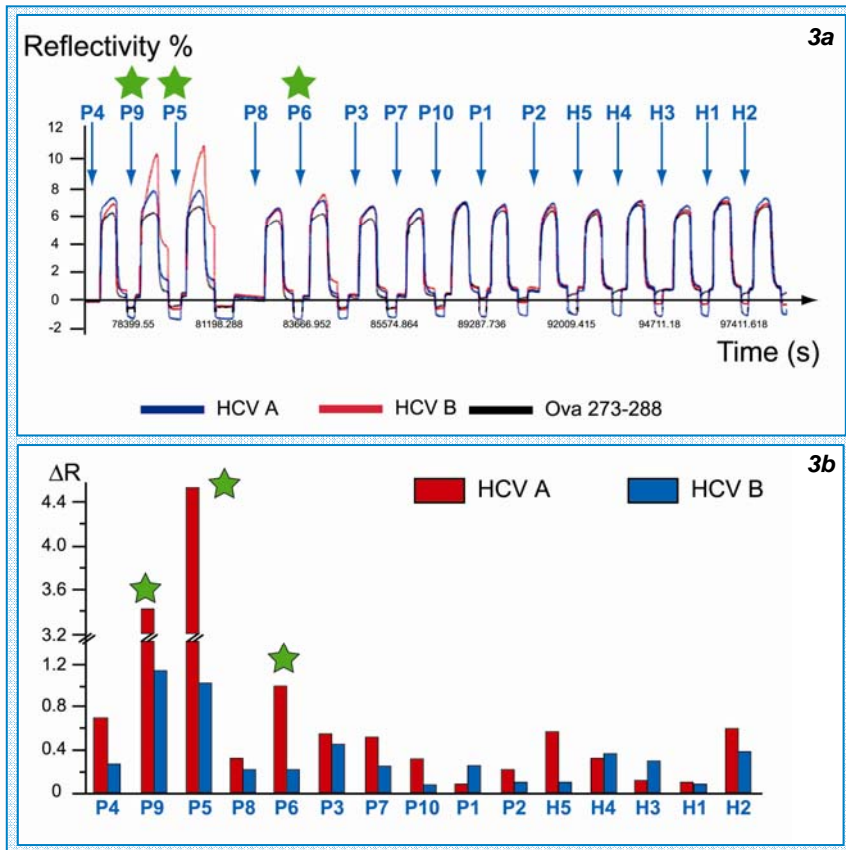 3a
Reflectivity %
P4 P9 P5 P8 P6 P3 P7 P10 P1 P2 H5 H4 H3 H1 H2
12
10
8
6
4
2
0
-2
78399.55 81198.288 83666.952 85574.864 89287.736 92009.415 94711.18 97411.618
Time (s)
HCV A HCV B Ova 273-288
3b
ΔR
HCV A HCV B
4.4
4.0
3.6
3.2
1.2
0.8
0.4
0
P4 P9 P5 P8 P6 P3 P7 P10 P1 P2 H5 H4 H3 H1 H2